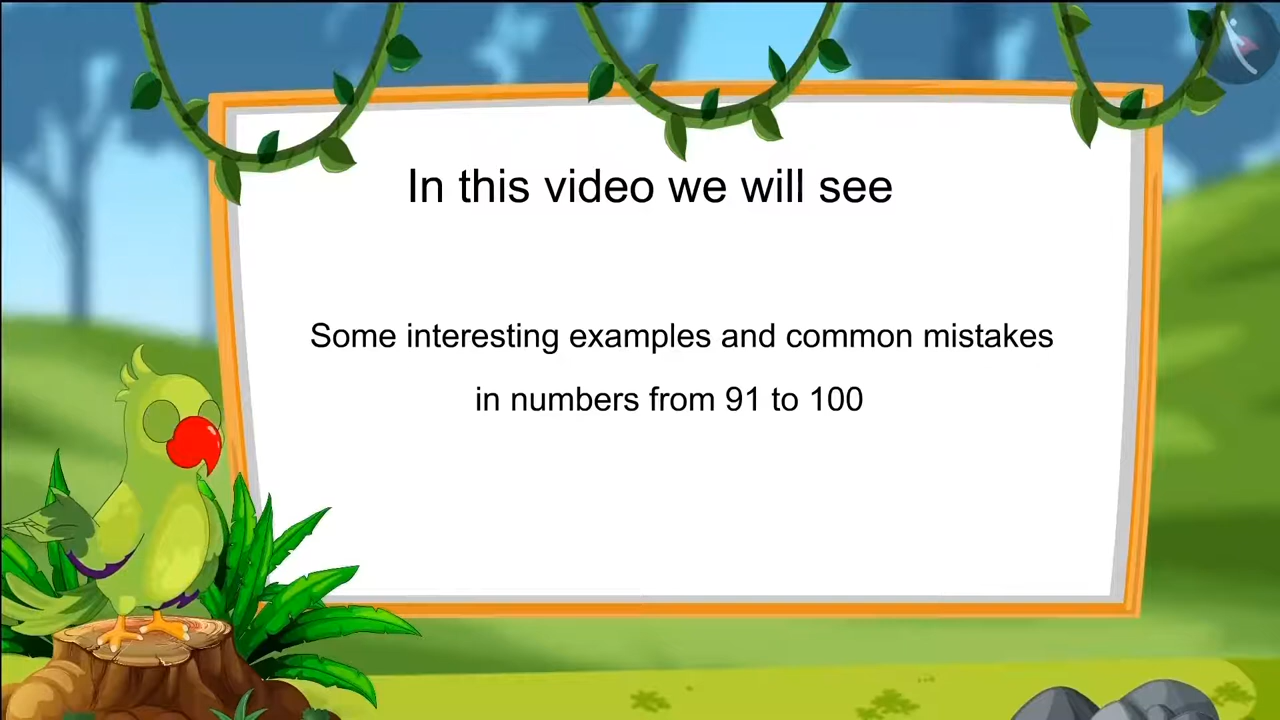 In this video we will see
Some interesting examples and common mistakes
in numbers from 91 to 100